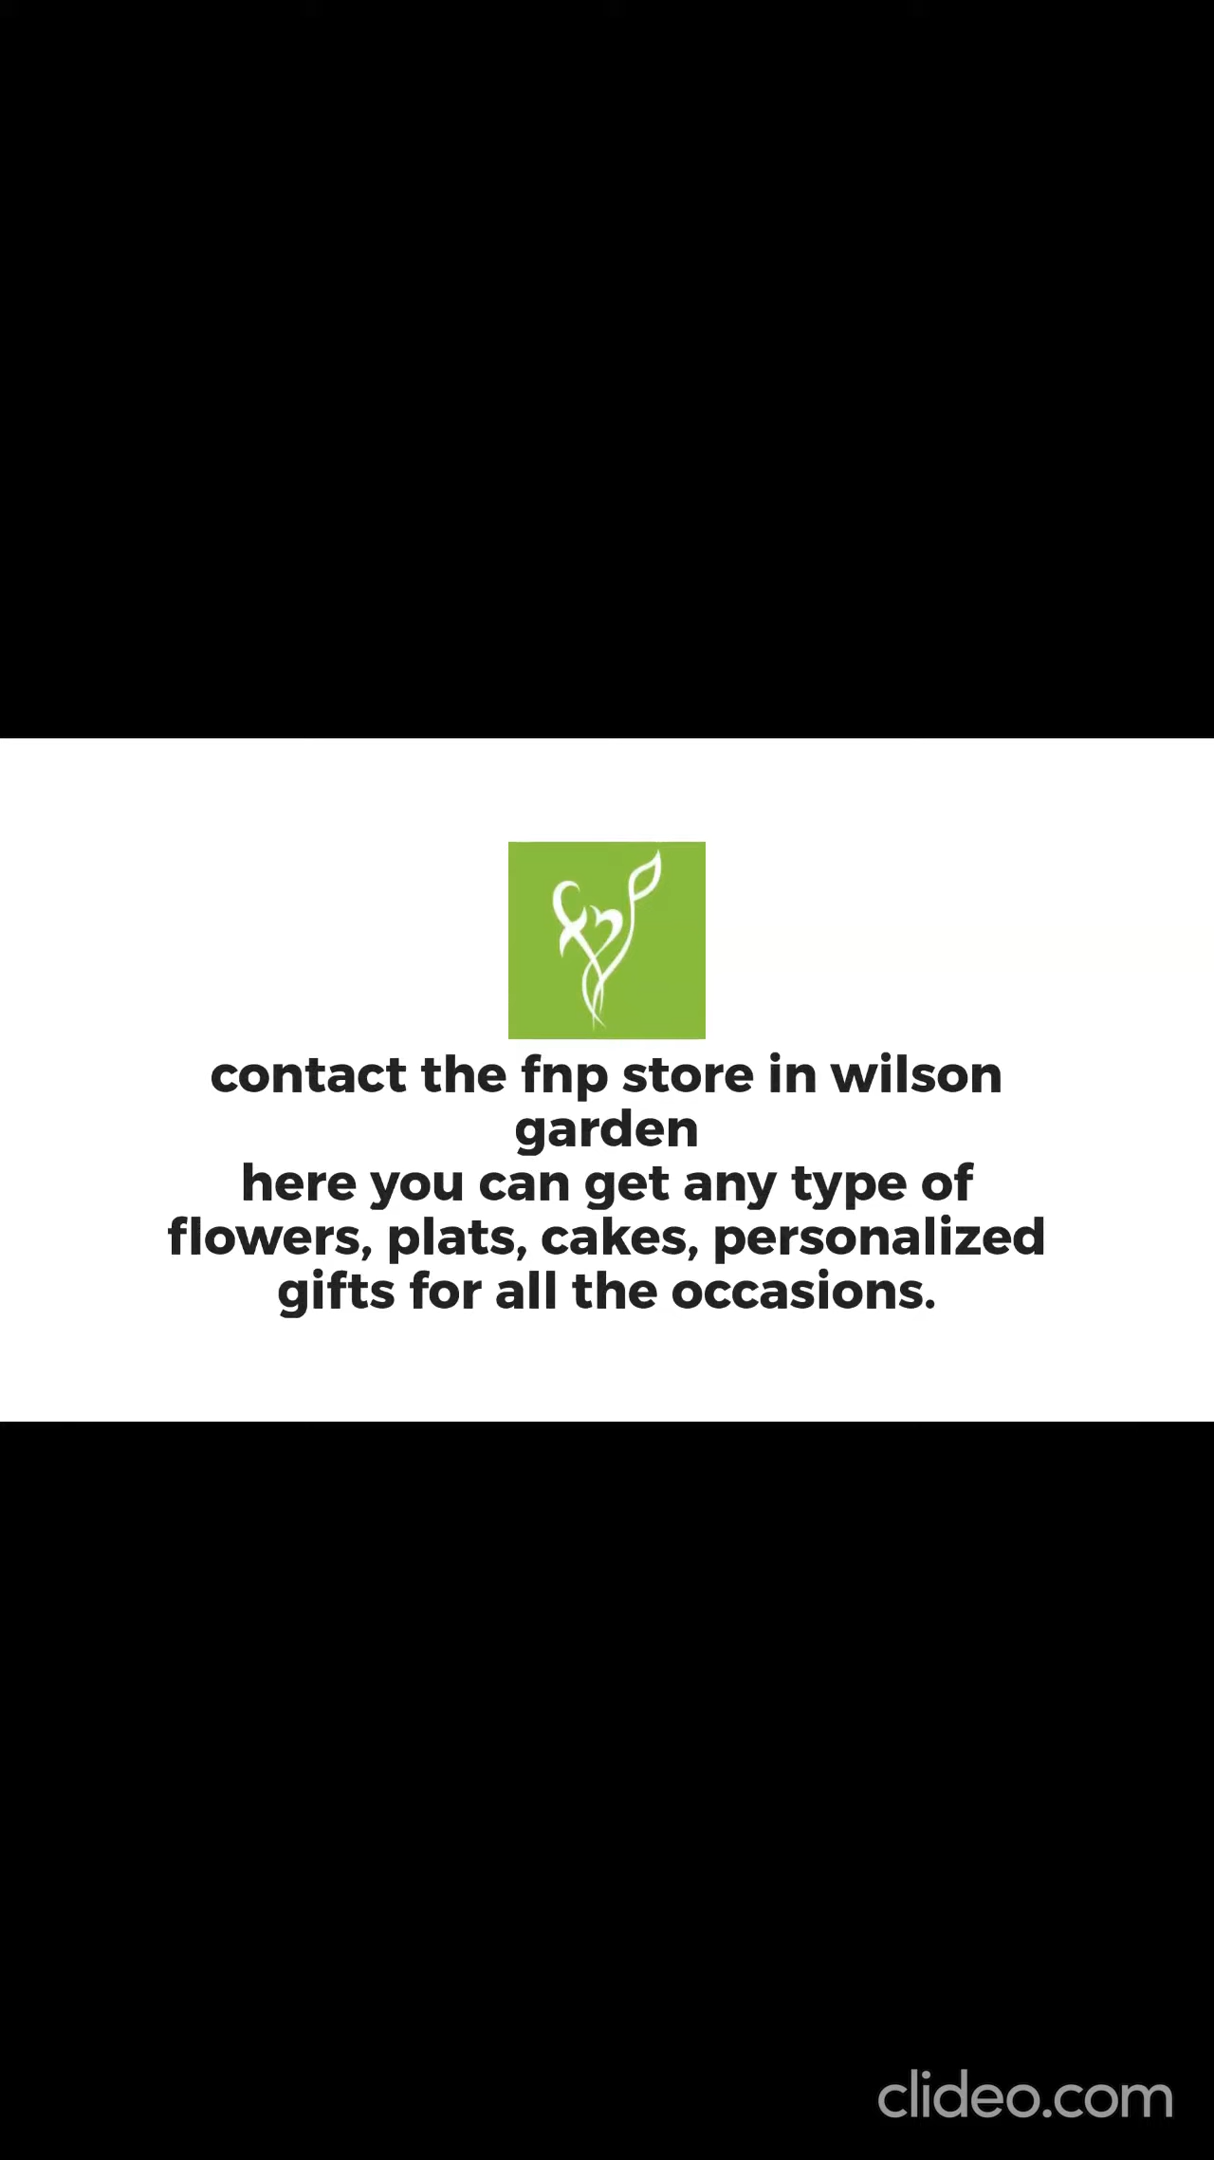 contact the fnp store in wilson
garden
here you can get any type of
flowers, plats, cakes, personalized
gifts for all the occasions.
clideo.com